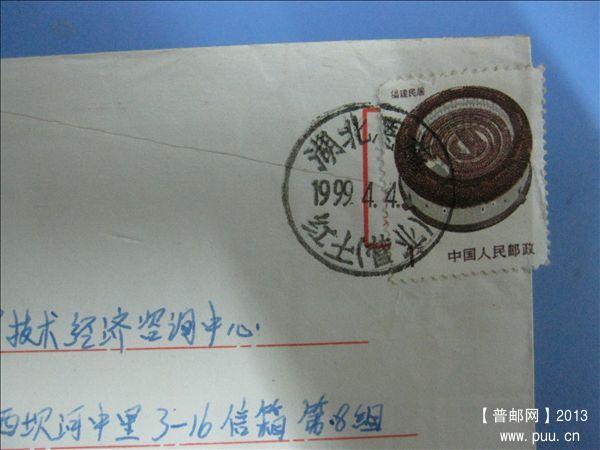 福建民居
中国人民邮政
湖北
1999.4.4
技术经济咨询中心
西坝河中里 3-16信箱 第8组
【普邮网】2013
www.puu.cn